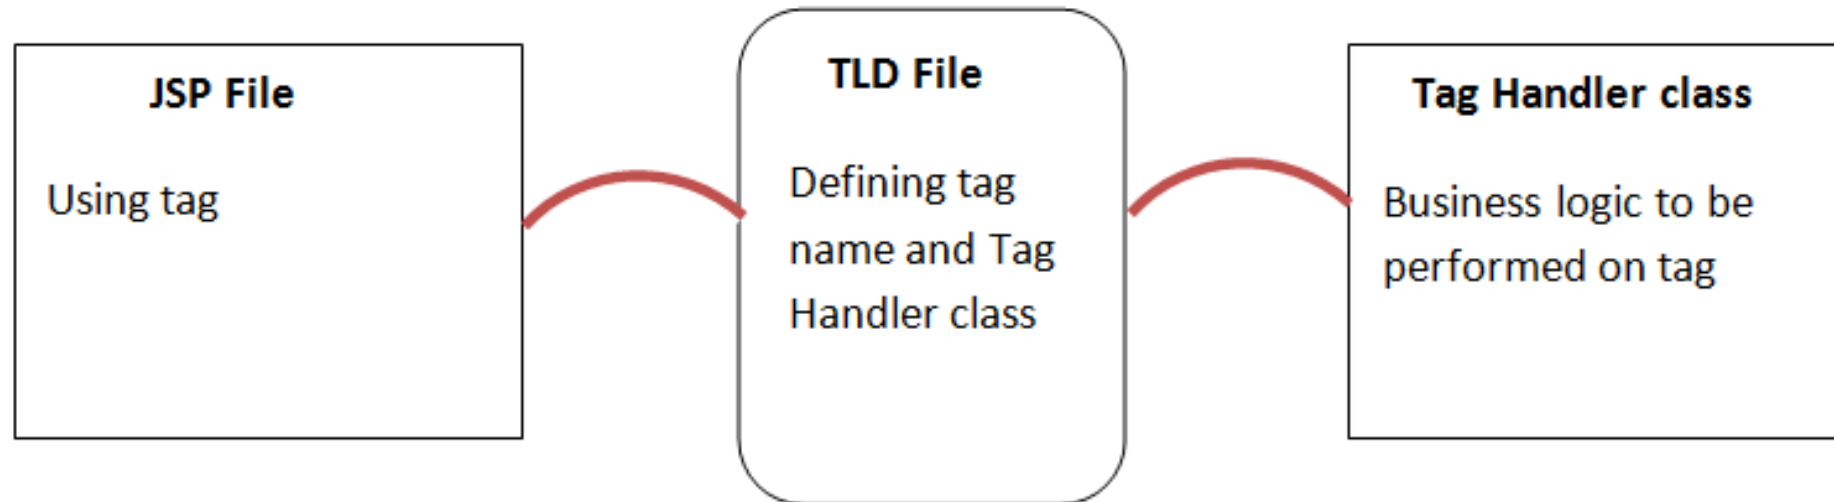 JSP File
Using tag
TLD File
Defining tag
name and Tag
Handler class
Tag Handler class
Business logic to be
performed on tag